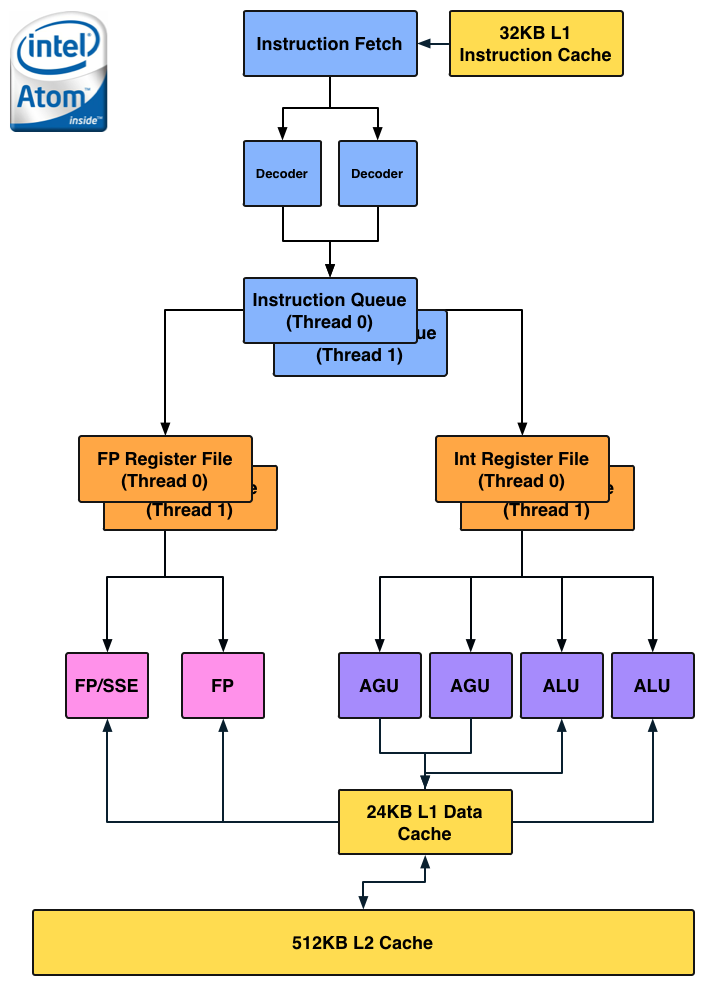 intel
Atom
inside™
Instruction Fetch
32KB L1
Instruction Cache
Decoder
Decoder
Instruction Queue
(Thread 0)
(Thread 1)
FP Register File
(Thread 0)
(Thread 1)
Int Register File
(Thread 0)
(Thread 1)
FP/SSE
FP
AGU
AGU
ALU
ALU
24KB L1 Data
Cache
512KB L2 Cache